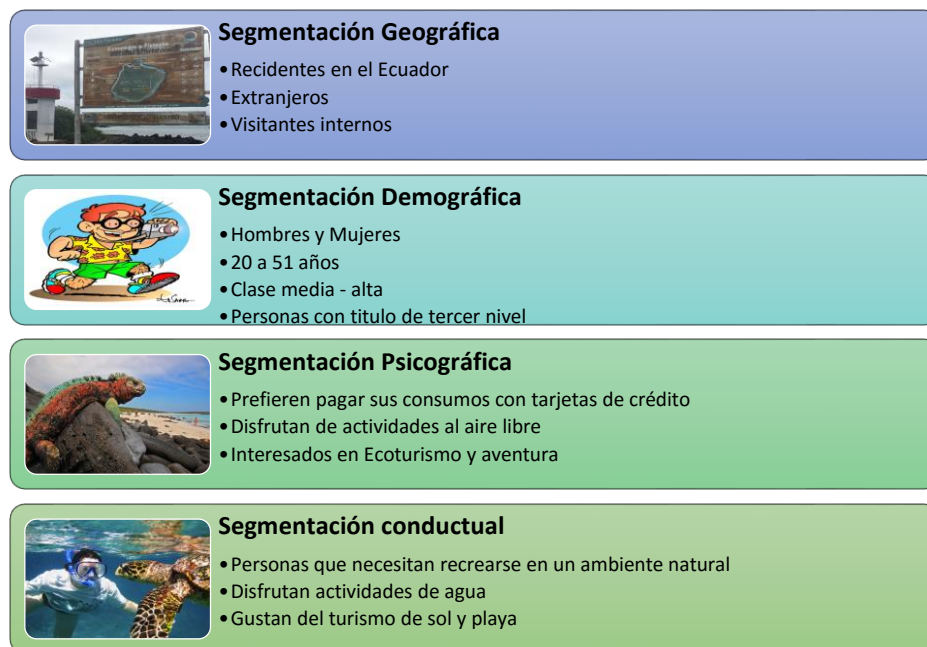 Segmentación Geográfica
•Recidentes en el Ecuador
•Extranjeros
•Visitantes internos
Segmentación Demográfica
•Hombres y Mujeres
•20 a 51 años
•Clase media - alta
•Personas con titulo de tercer nivel
Segmentación Psicográfica
•Prefieren pagar sus consumos con tarjetas de crédito
•Disfrutan de actividades al aire libre
•Interesados en Ecoturismo y aventura
Segmentación conductual
•Personas que necesitan recrearse en un ambiente natural
•Disfrutan actividades de agua
•Gustan del turismo de sol y playa